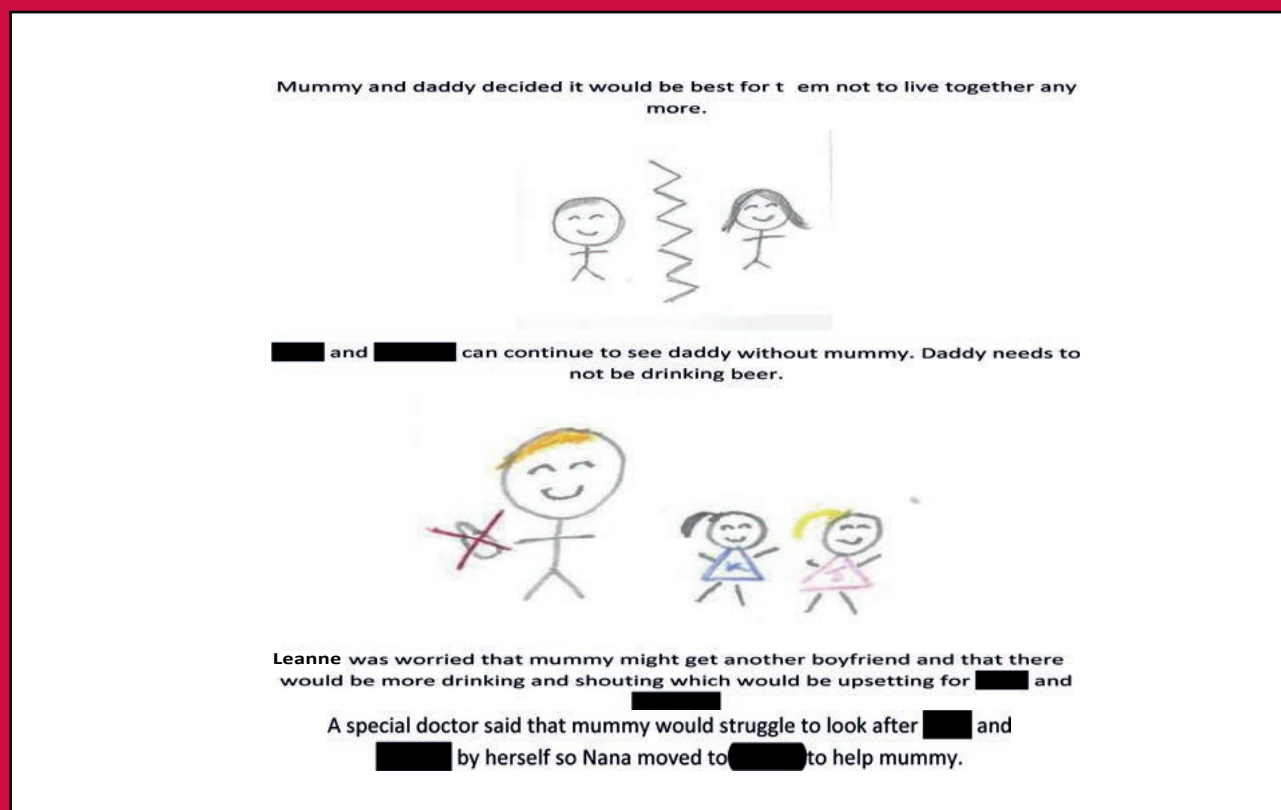 Mummy and daddy decided it would be best for t em not to live together any
more.
and can continue to see daddy without mummy. Daddy needs to
not be drinking beer.
K
Leanne was worried that mummy might get another boyfriend and that there
would be more drinking and shouting which would be upsetting for and
A special doctor said that mummy would struggle to look after and
by herself so Nana moved to to help mummy.